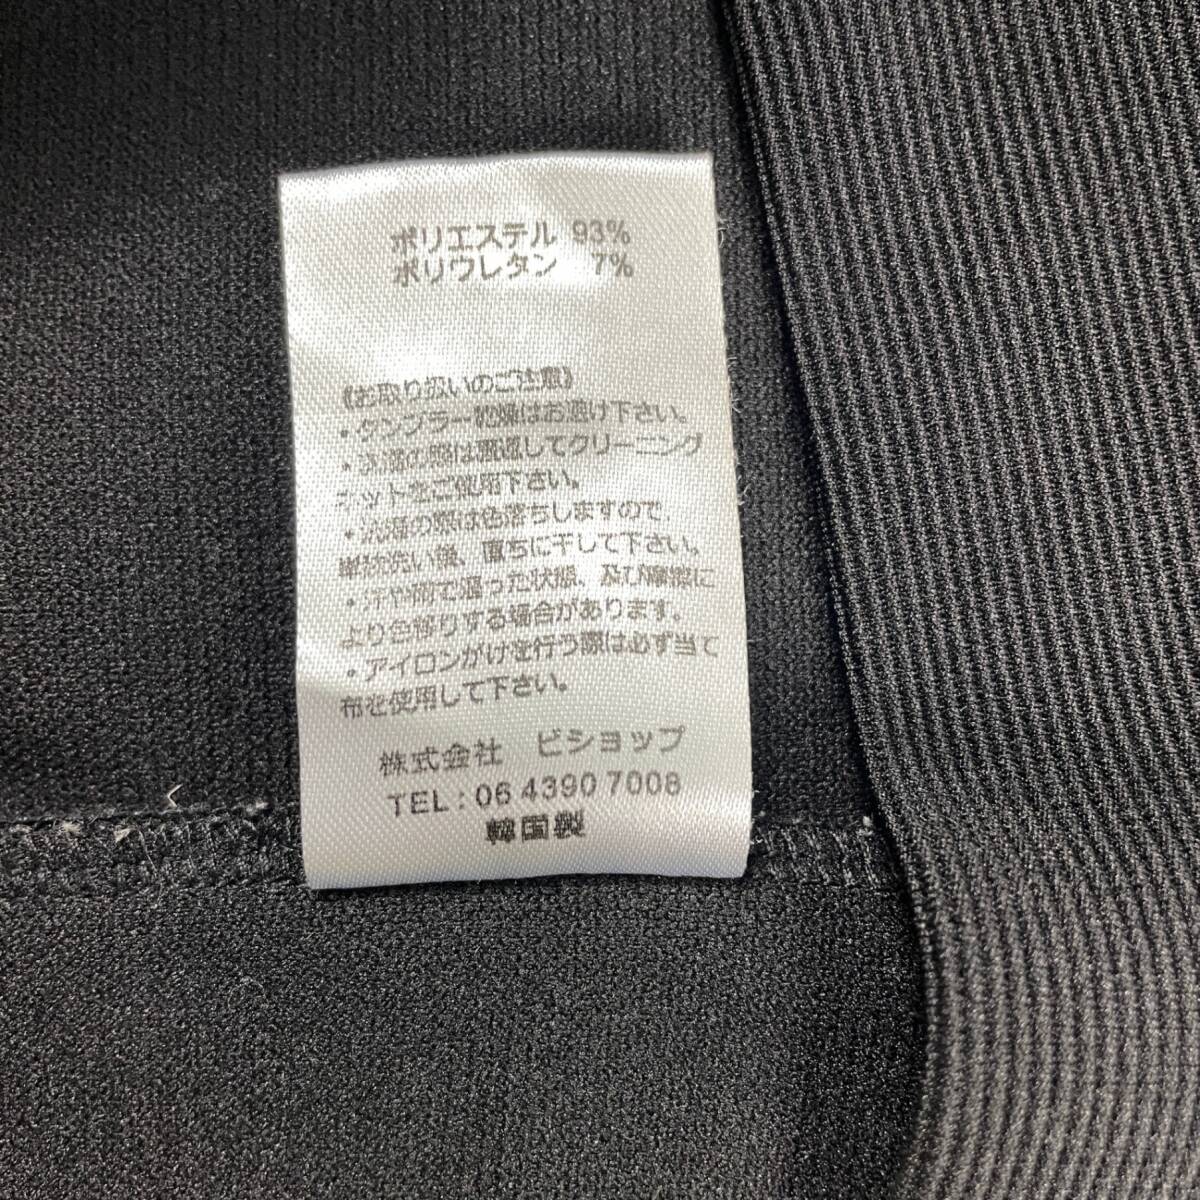 ポリエステル 93%
ポリウレタン 7%
《お取り扱いのご注意》
・タンブラー乾燥はお避け下さい。
・洗濯の際は裏返してクリーニング
ネットをご使用下さい。
・洗濯の際は色落ちしますので、
単独洗い後、直ちに干して下さい。
・汗や雨で湿った状態、及び摩擦に
より色移りする場合があります。
・アイロンがけを行う際は必ず当て
布を使用して下さい。
株式会社 ビショップ
TEL : 06 4390 7008
韓国製